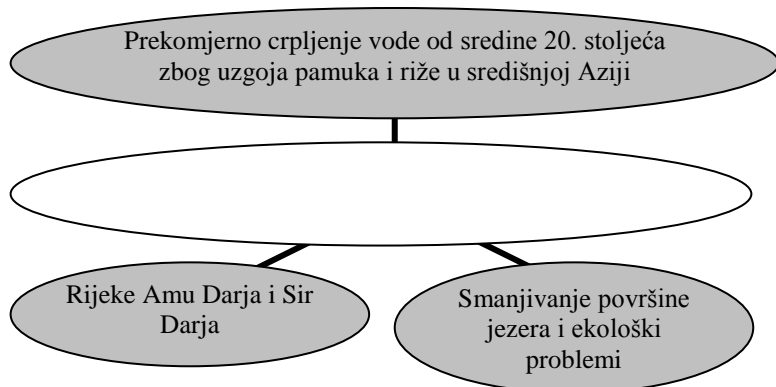 Prekomjerno crpljenje vode od sredine 20. stoljeća
zbog uzgoja pamuka i riže u središnjoj Aziji
Rijeke Amu Darja i Sir
Darja
Smanjivanje površine
jezera i ekološki
problemi